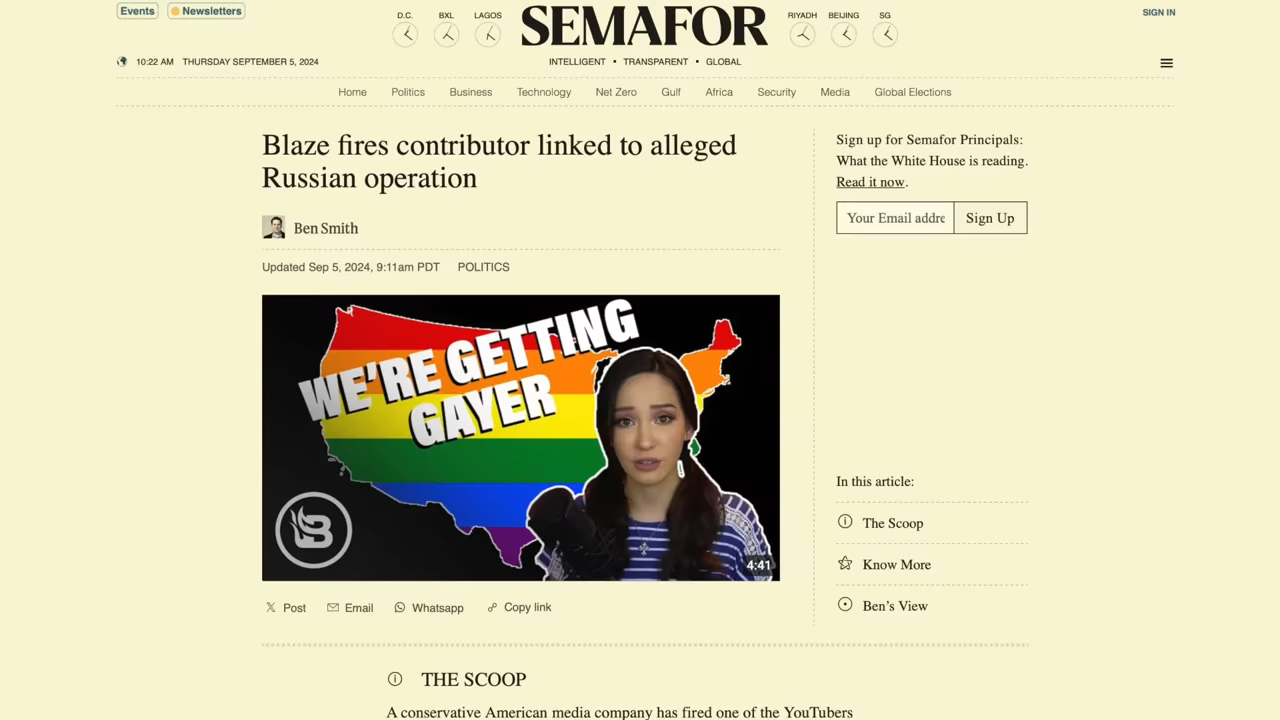 Events
Newsletters
D.C.
BXL
LAGOS
SEMAFOR
RIYADH
BEIJING
SG
SIGN IN
10:22 AM THURSDAY SEPTEMBER 5, 2024
INTELLIGENT • TRANSPARENT • GLOBAL
Home Politics Business Technology Net Zero Gulf Africa Security Media Global Elections
Blaze fires contributor linked to alleged
Russian operation
Ben Smith
Updated Sep 5, 2024, 9:11am PDT POLITICS
WE'RE GETTING
GAYER
B
4:41
Post Email Whatsapp Copy link
THE SCOOP
A conservative American media company has fired one of the YouTubers
Sign up for Semafor Principals:
What the White House is reading.
Read it now.
Your Email addre
Sign Up
In this article:
The Scoop
Know More
Ben's View